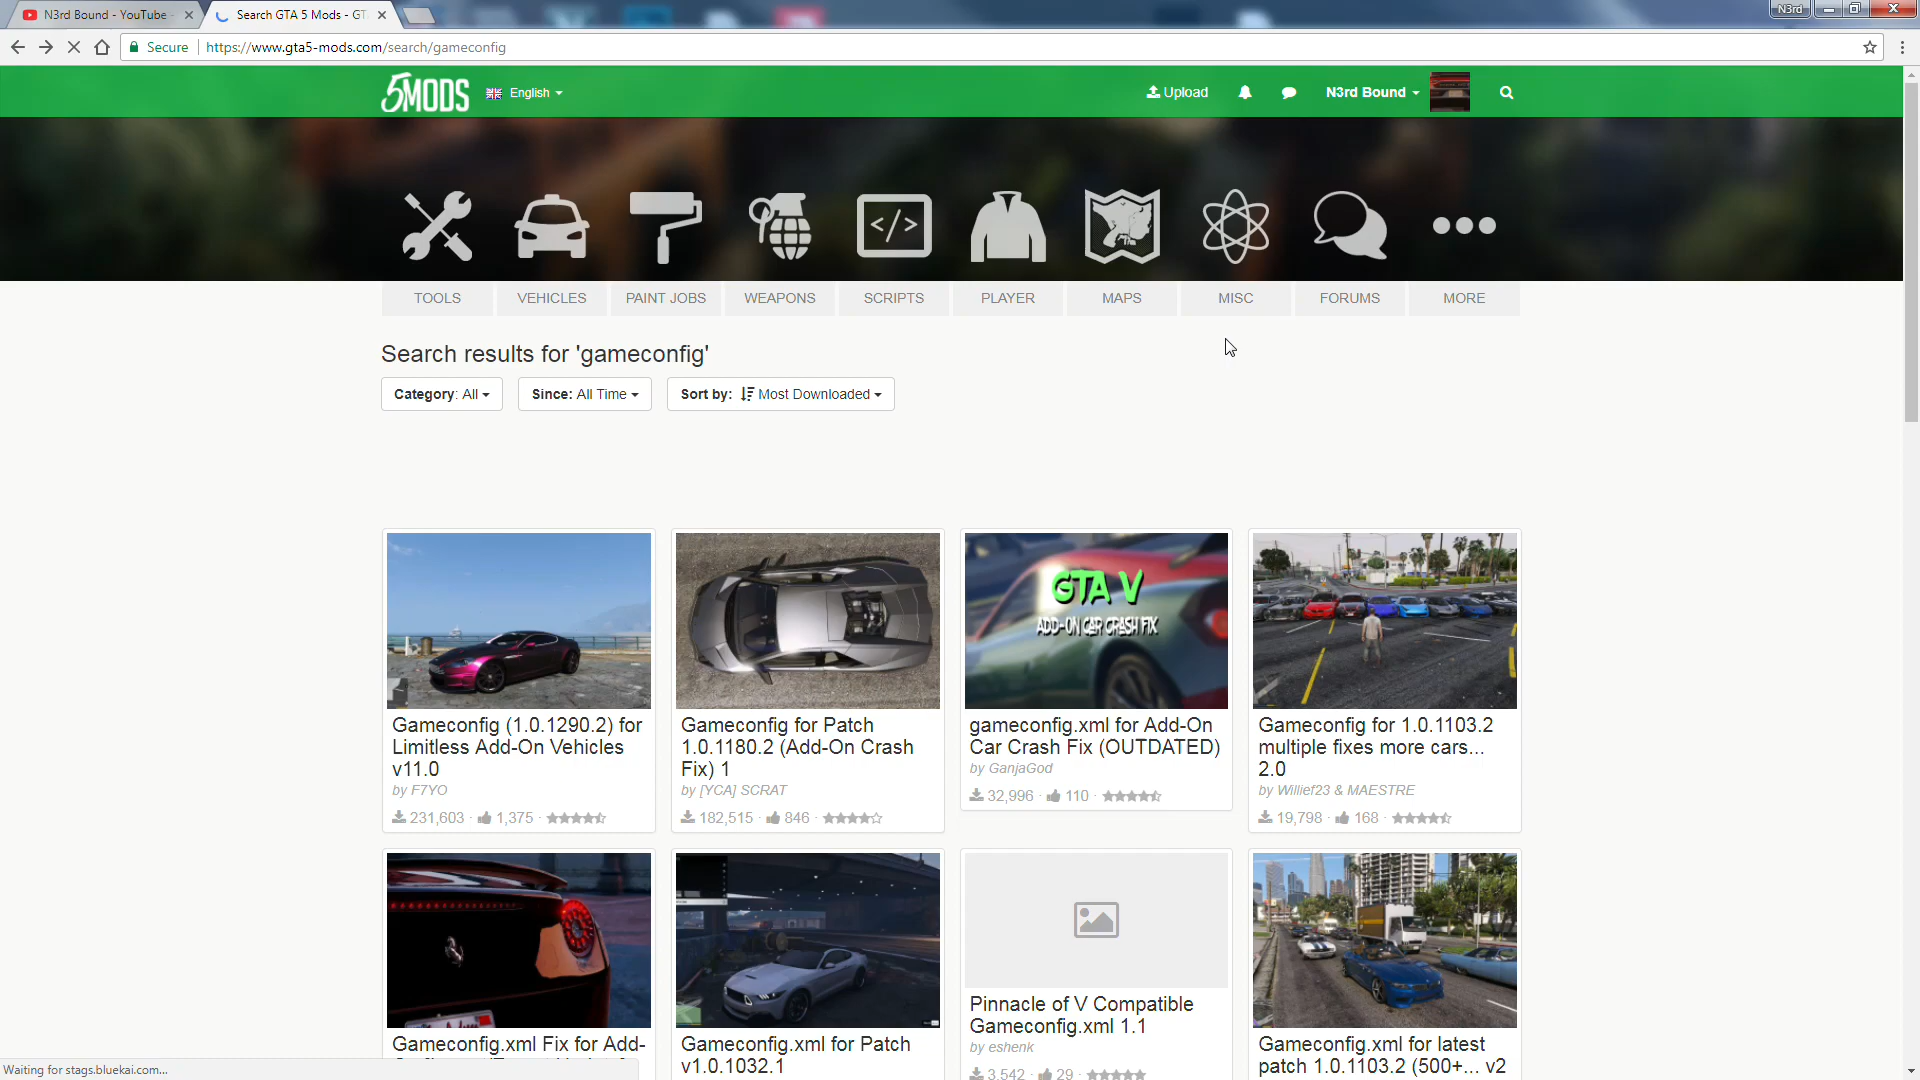 N3rd Bound - YouTube -
Search GTA 5 Mods - GT
N3rd
Secure
https://www.gta5-mods.com/search/gameconfig
5MODS
English
Upload
N3rd Bound
TOOLS
VEHICLES
PAINT JOBS
WEAPONS
SCRIPTS
PLAYER
MAPS
MISC
FORUMS
MORE
Search results for 'gameconfig'
Category: All
Since: All Time
Sort by: Most Downloaded
GTA V
ADD-ON CAR CRASH FIX
Gameconfig (1.0.1290.2) for
Limitless Add-On Vehicles
v11.0
by F7YO
231,603 · 1,375 ·
Gameconfig for Patch
1.0.1180.2 (Add-On Crash
Fix) 1
by [YCA] SCRAT
182,515 · 846 ·
gameconfig.xml for Add-On
Car Crash Fix (OUTDATED)
by GanjaGod
32,996 · 110 ·
Gameconfig for 1.0.1103.2
multiple fixes more cars...
2.0
by Willief23 & MAESTRE
19,798 · 168 ·
Gameconfig.xml Fix for Add-
Gameconfig.xml for Patch
v1.0.1032.1
Pinnacle of V Compatible
Gameconfig.xml 1.1
by eshenk
3,542 · 29 ·
Gameconfig.xml for latest
patch 1.0.1103.2 (500+... v2
Waiting for stags.bluekai.com...